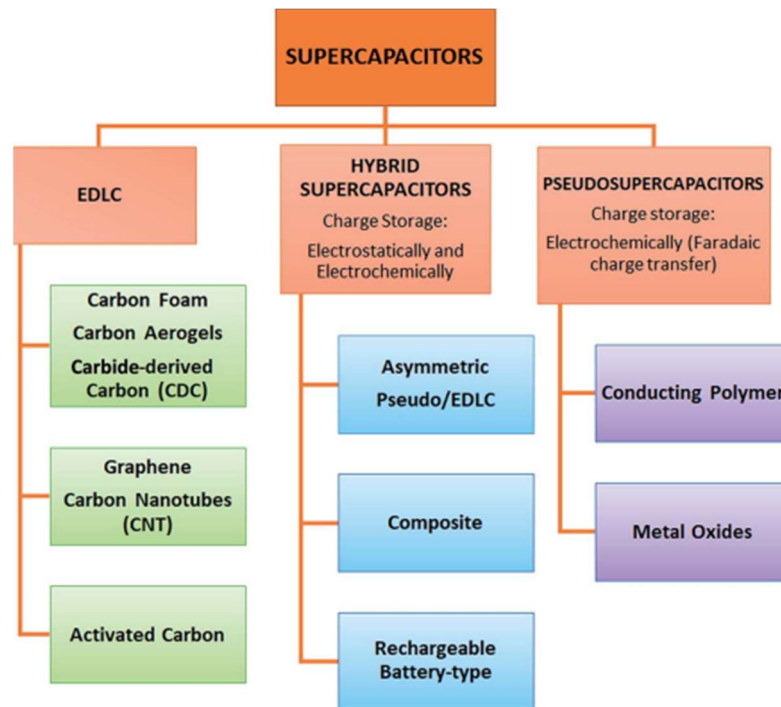 SUPERCAPACITORS
EDLC
Carbon Foam
Carbon Aerogels
Carbide-derived
Carbon (CDC)
Graphene
Carbon Nanotubes
(CNT)
Activated Carbon
HYBRID
SUPERCAPACITORS
Charge Storage:
Electrostatically and
Electrochemically
Asymmetric
Pseudo/EDLC
Composite
Rechargeable
Battery-type
PSEUDOSUPERCAPACITORS
Charge storage:
Electrochemically (Faradaic
charge transfer)
Conducting Polymer
Metal Oxides